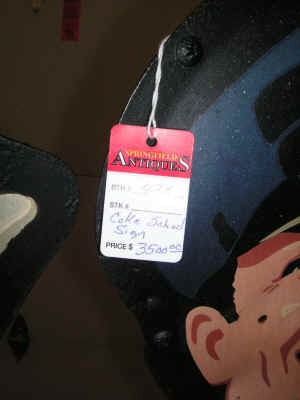 SPRINGFIELD
ANTIQUES
BTH #
STK #
Coke School
Sign
PRICE $ 3500.00